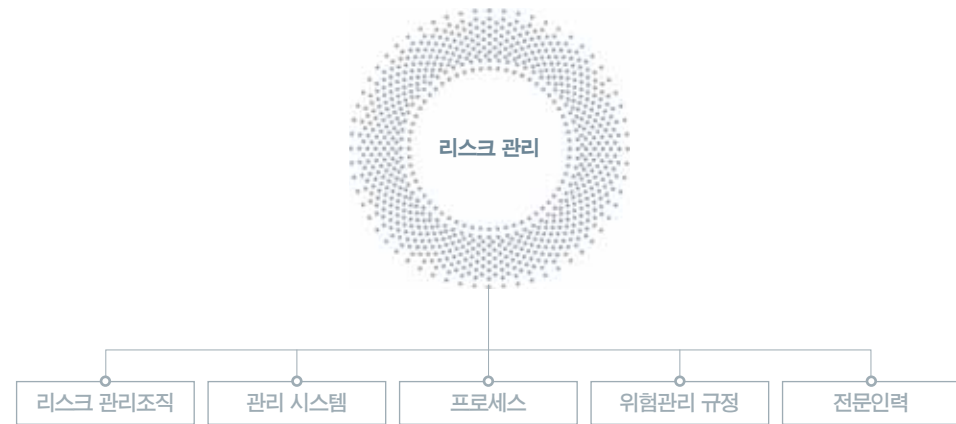 리스크 관리
리스크 관리조직
관리 시스템
프로세스
위험관리 규정
전문인력